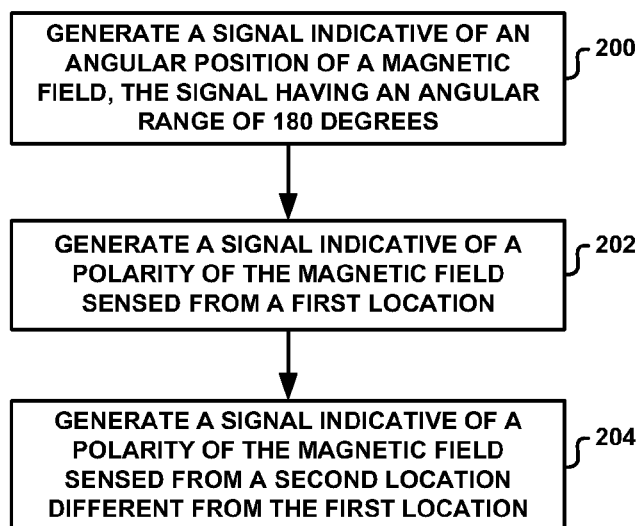 GENERATE A SIGNAL INDICATIVE OF AN
ANGULAR POSITION OF A MAGNETIC
FIELD, THE SIGNAL HAVING AN ANGULAR
RANGE OF 180 DEGREES
200
GENERATE A SIGNAL INDICATIVE OF A
POLARITY OF THE MAGNETIC FIELD
SENSED FROM A FIRST LOCATION
202
GENERATE A SIGNAL INDICATIVE OF A
POLARITY OF THE MAGNETIC FIELD
SENSED FROM A SECOND LOCATION
DIFFERENT FROM THE FIRST LOCATION
204